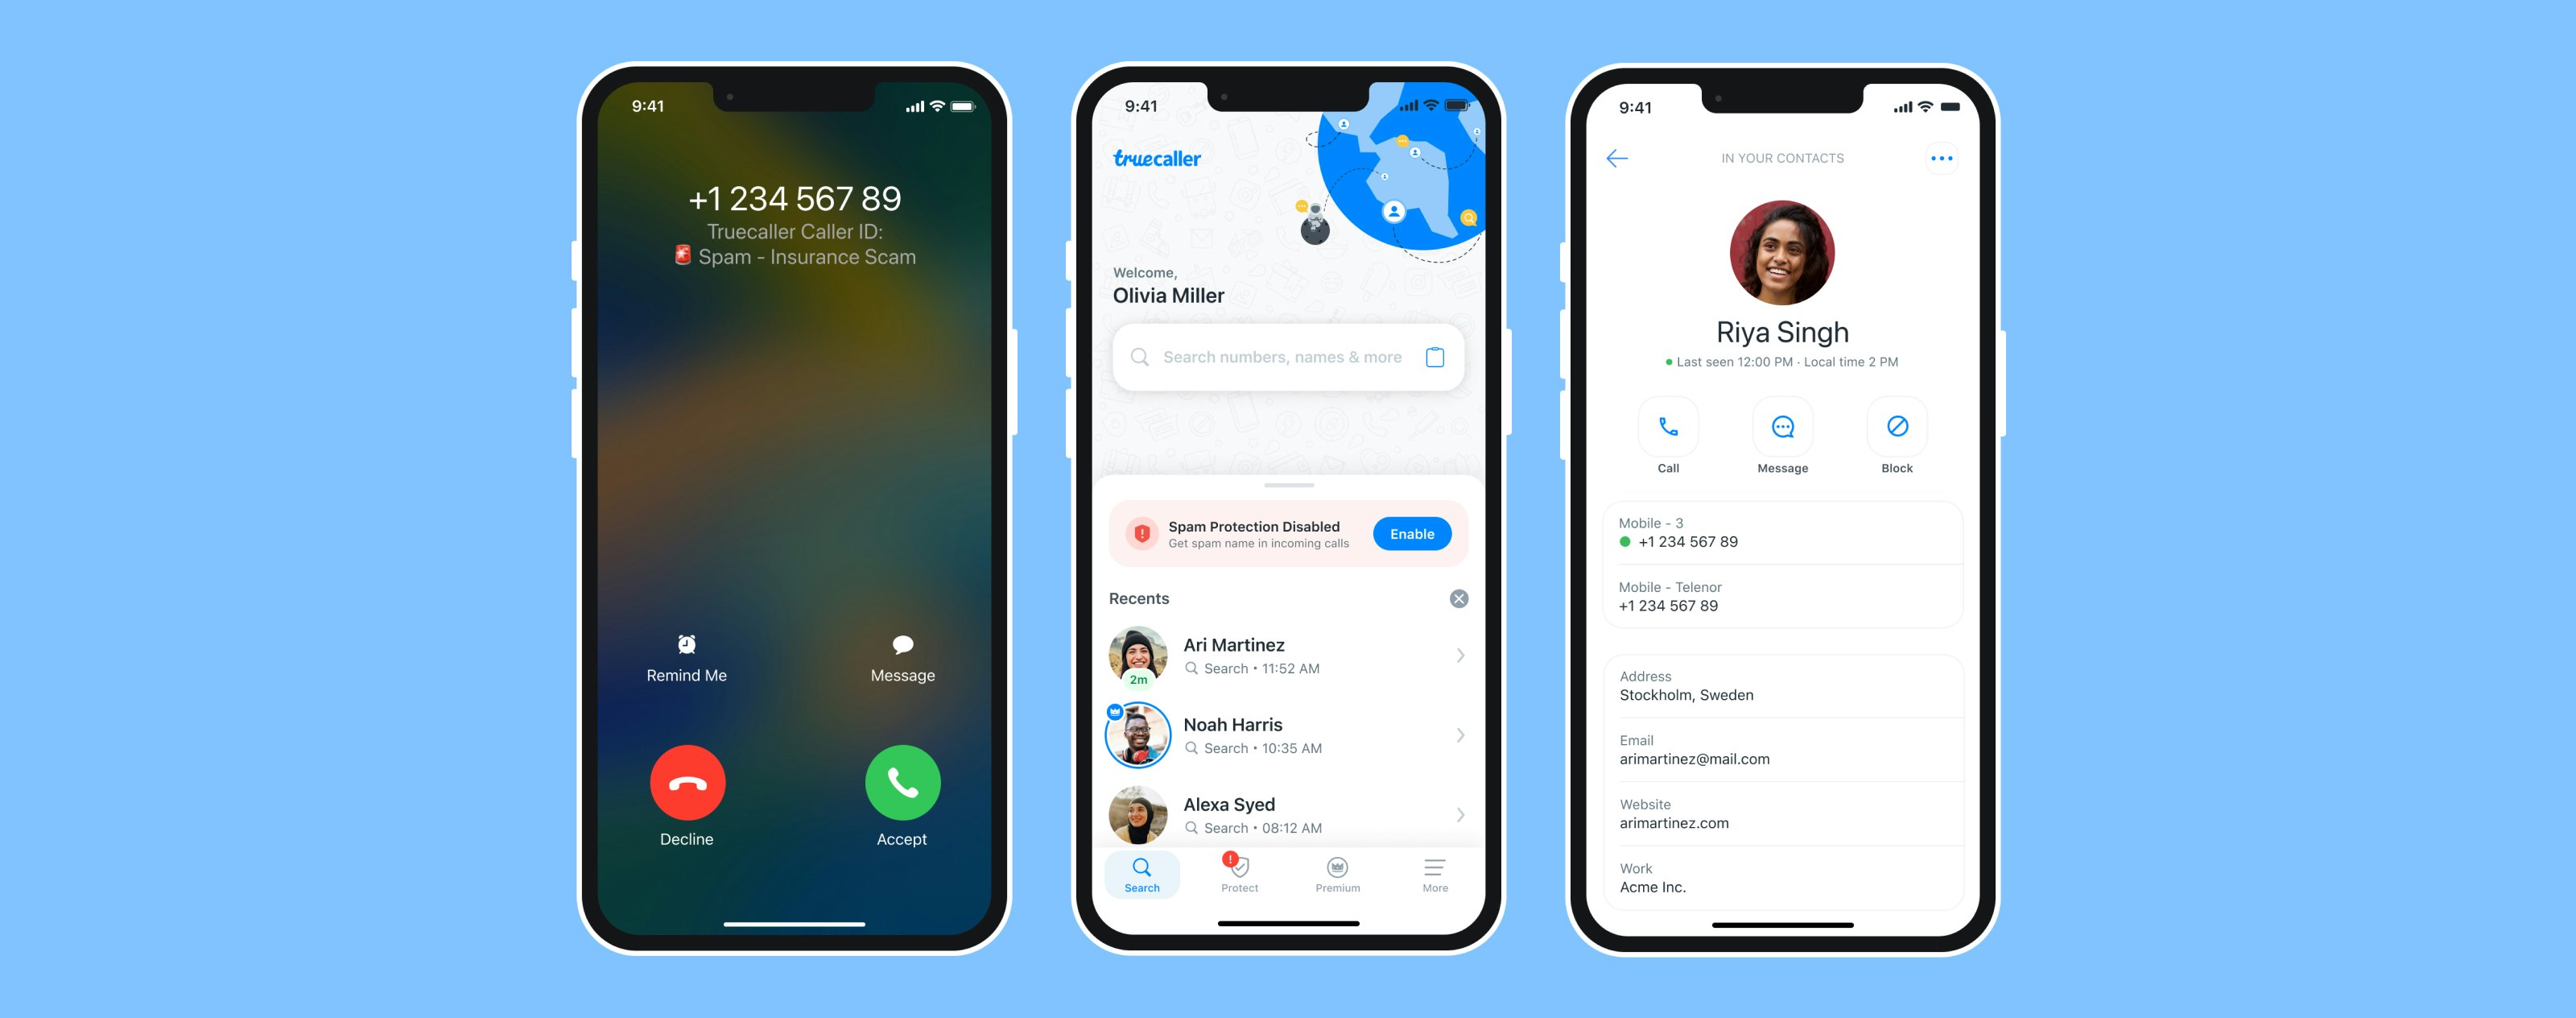 9:41
+1 234 567 89
Truecaller Caller ID:
🚨 Spam - Insurance Scam
Remind Me
Message
Decline
Accept
9:41
truecaller
Welcome,
Olivia Miller
Search numbers, names & more
Spam Protection Disabled
Get spam name in incoming calls
Enable
Recents
Ari Martinez
Search • 11:52 AM
2m
Noah Harris
Search • 10:35 AM
Alexa Syed
Search • 08:12 AM
Search
Protect
Premium
More
9:41
IN YOUR CONTACTS
Riya Singh
Last seen 12:00 PM · Local time 2 PM
Call
Message
Block
Mobile - 3
+1 234 567 89
Mobile - Telenor
+1 234 567 89
Address
Stockholm, Sweden
Email
arimartinez@mail.com
Website
arimartinez.com
Work
Acme Inc.